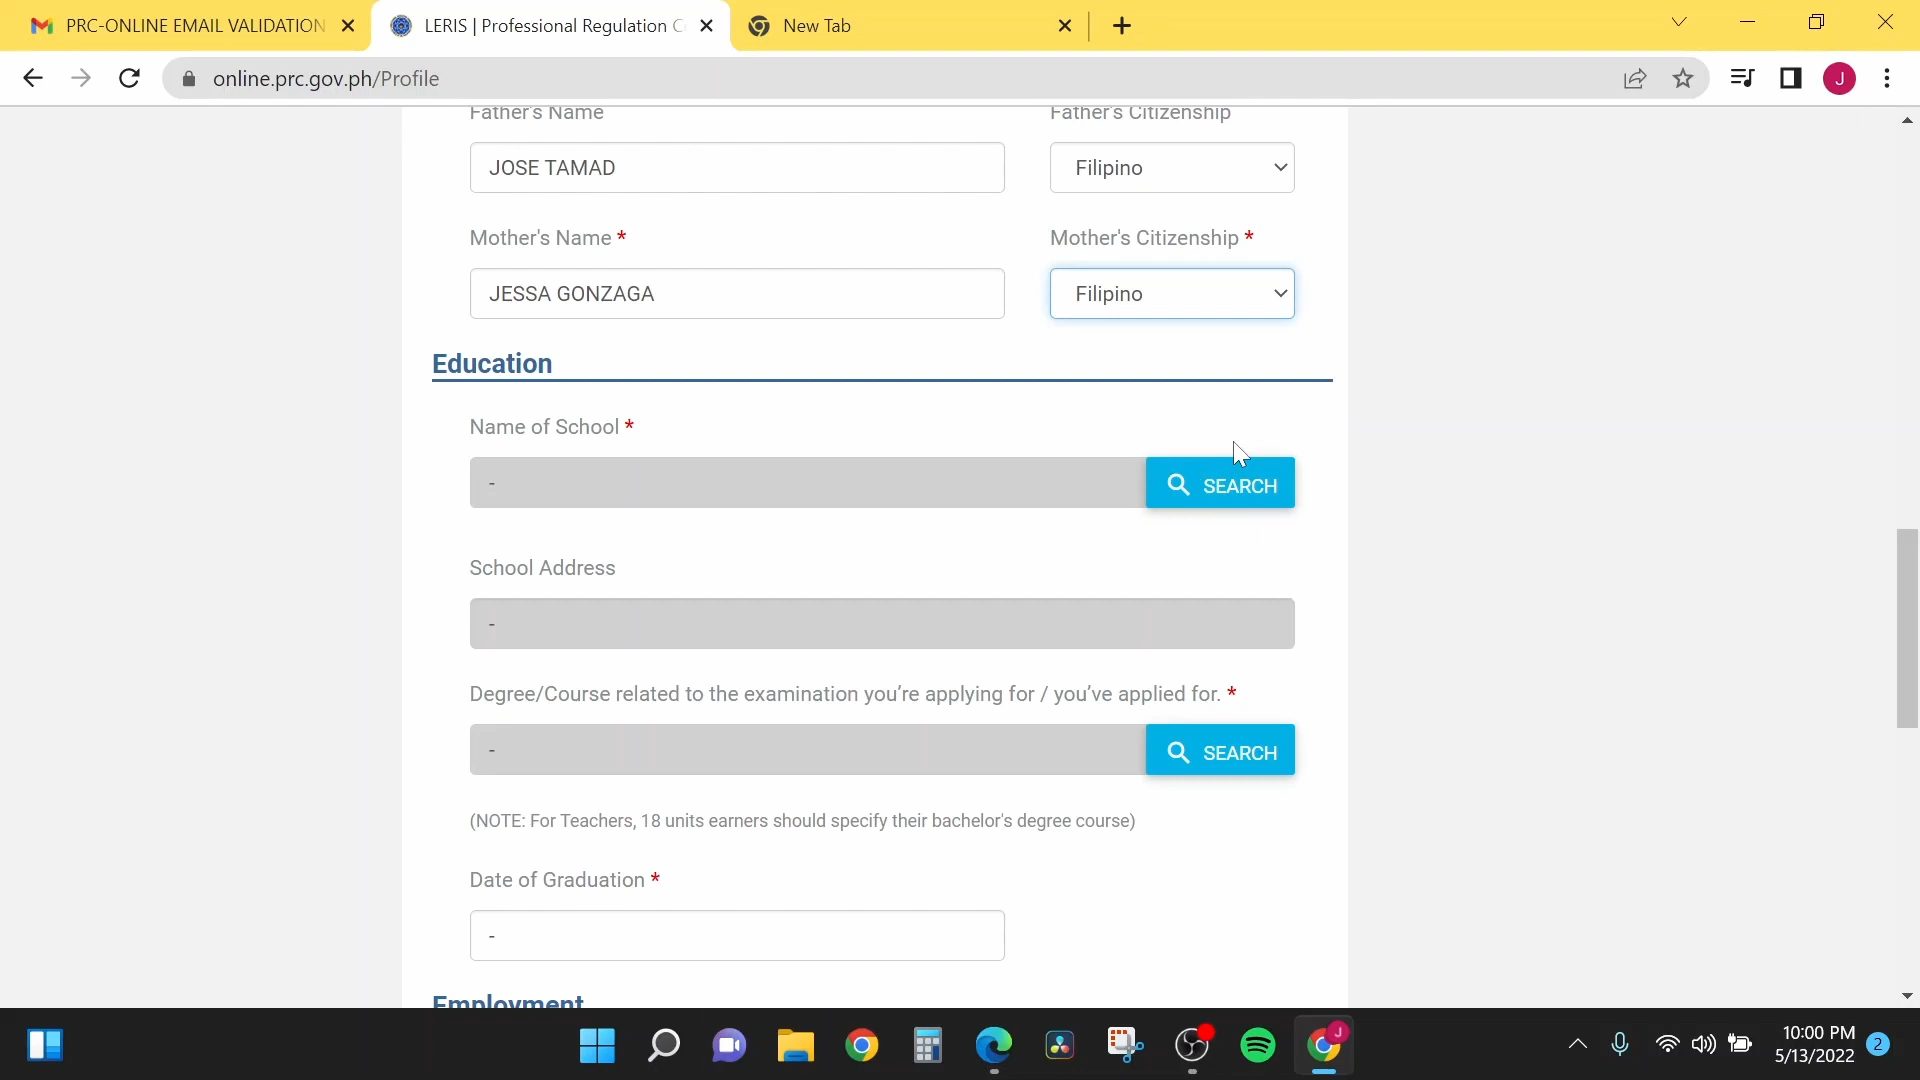 PRC-ONLINE EMAIL VALIDATION
LERIS | Professional Regulation C
New Tab
online.prc.gov.ph/Profile
J
Father's Name
Father's Citizenship
JOSE TAMAD
Filipino
Mother's Name *
Mother's Citizenship *
JESSA GONZAGA
Filipino
Education
Name of School *
-
SEARCH
School Address
-
Degree/Course related to the examination you're applying for / you've applied for. *
-
SEARCH
(NOTE: For Teachers, 18 units earners should specify their bachelor's degree course)
Date of Graduation *
-
Employment
J
10:00 PM
5/13/2022
2